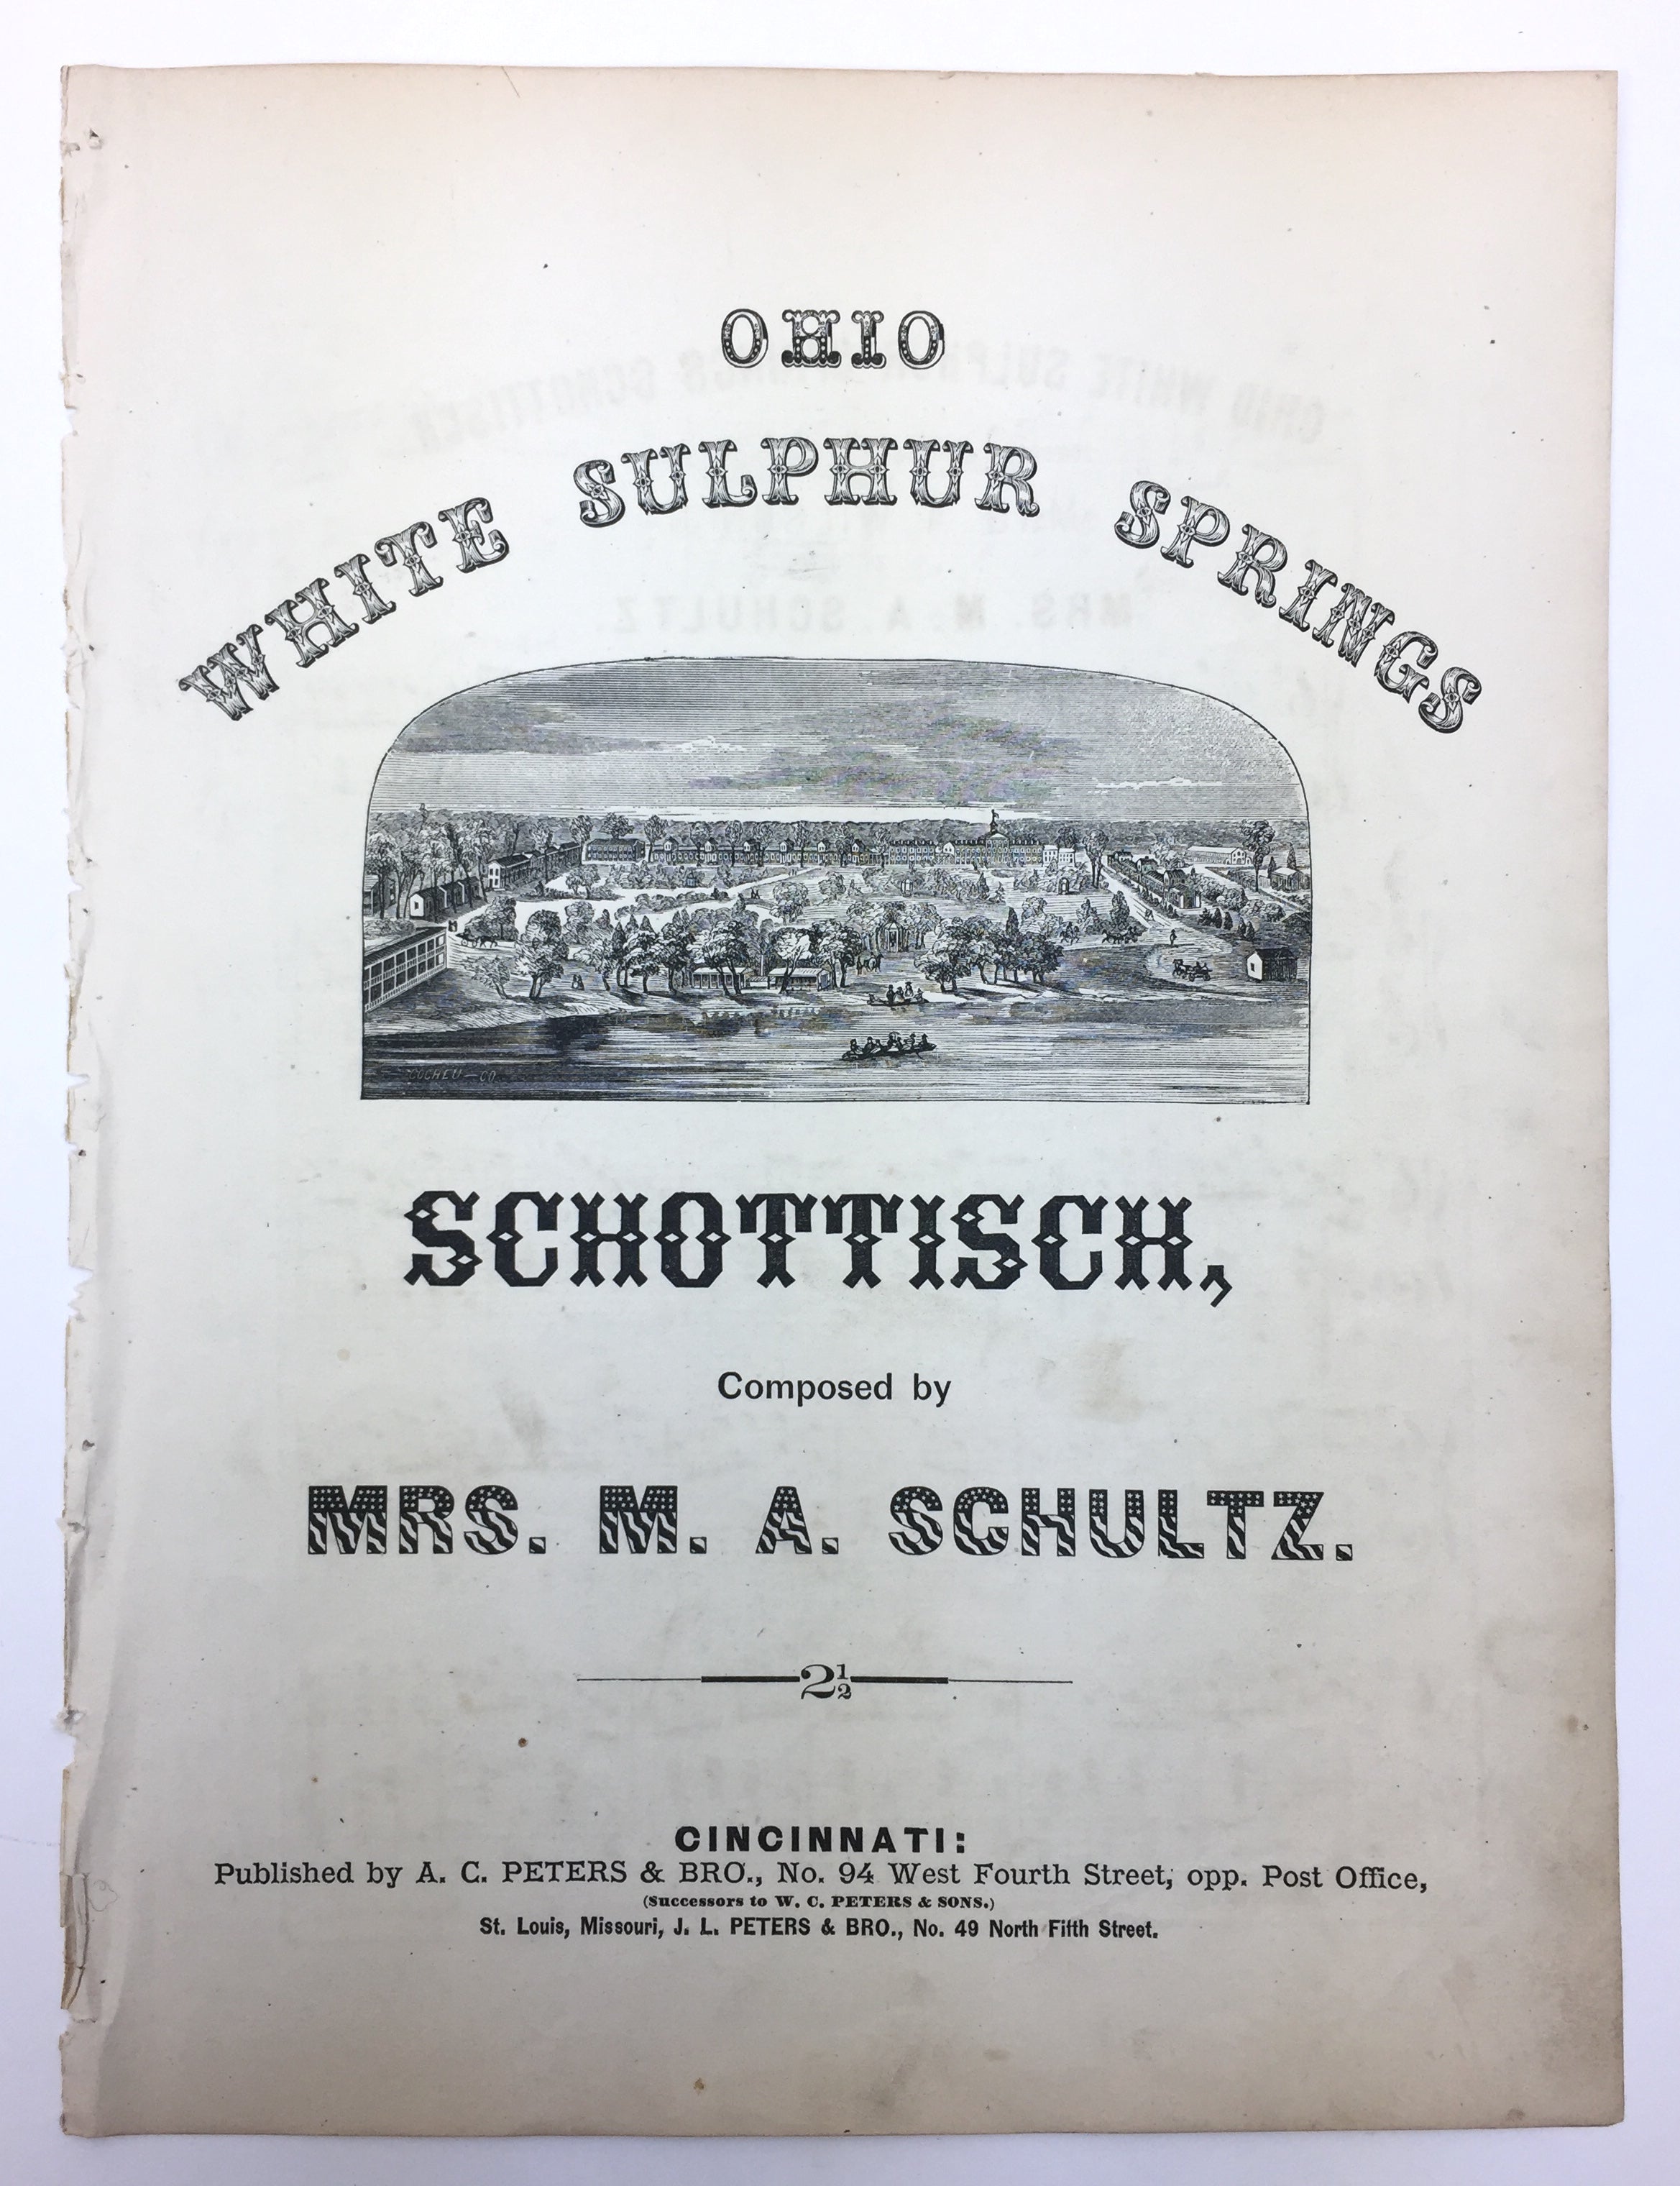 OHIO
WHITE SULPHUR SPRINGS
COCHEU-CO
SCHOTTISCH,
Composed by
MRS. M. A. SCHULTZ.
2½
CINCINNATI:
Published by A. C. PETERS & BRO., No. 94 West Fourth Street, opp. Post Office,
(Successors to W. C. PETERS & SONS.)
St. Louis, Missouri, J. L. PETERS & BRO., No. 49 North Fifth Street.